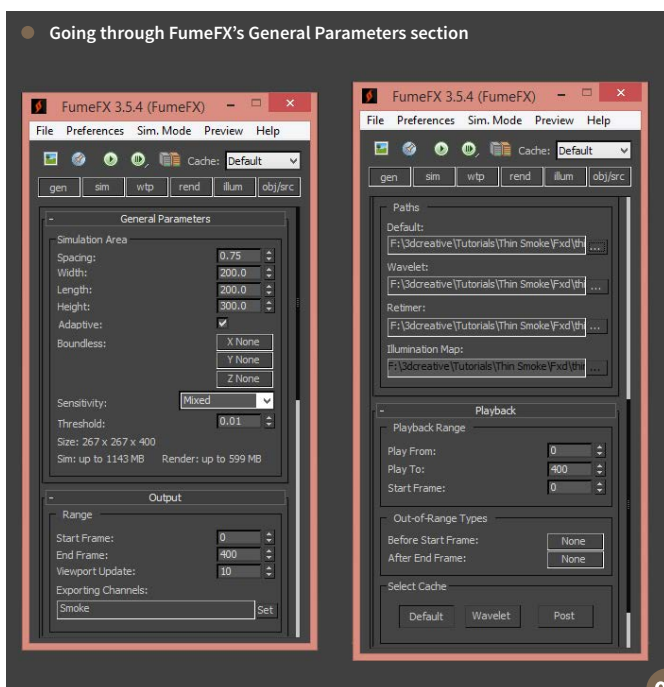 Going through FumeFX's General Parameters section
FumeFX 3.5.4 (FumeFX)
File Preferences Sim. Mode Preview Help
Cache: Default
gen sim wtp rend illum obj/src
- General Parameters
Simulation Area
Spacing: 0.75
Width: 200.0
Length: 200.0
Height: 300.0
Adaptive:
Boundless: X None
Y None
Z None
Sensitivity: Mixed
Threshold: 0.01
Size: 267 x 267 x 400
Sim: up to 1143 MB Render: up to 599 MB
- Output
Range
Start Frame: 0
End Frame: 400
Viewport Update: 10
Exporting Channels:
Smoke Set
FumeFX 3.5.4 (FumeFX)
File Preferences Sim. Mode Preview Help
Cache: Default
gen sim wtp rend illum obj/src
Paths
Default:
F:\3dcreative\Tutorials\Thin Smoke\Fxd\thi ...
Wavelet:
F:\3dcreative\Tutorials\Thin Smoke\Fxd\thi ...
Retimer:
F:\3dcreative\Tutorials\Thin Smoke\Fxd\thi ...
Illumination Map:
F:\3dcreative\Tutorials\Thin Smoke\Fxd\thir ...
- Playback
Playback Range
Play From: 0
Play To: 400
Start Frame: 0
Out-of-Range Types
Before Start Frame: None
After End Frame: None
Select Cache
Default Wavelet Post